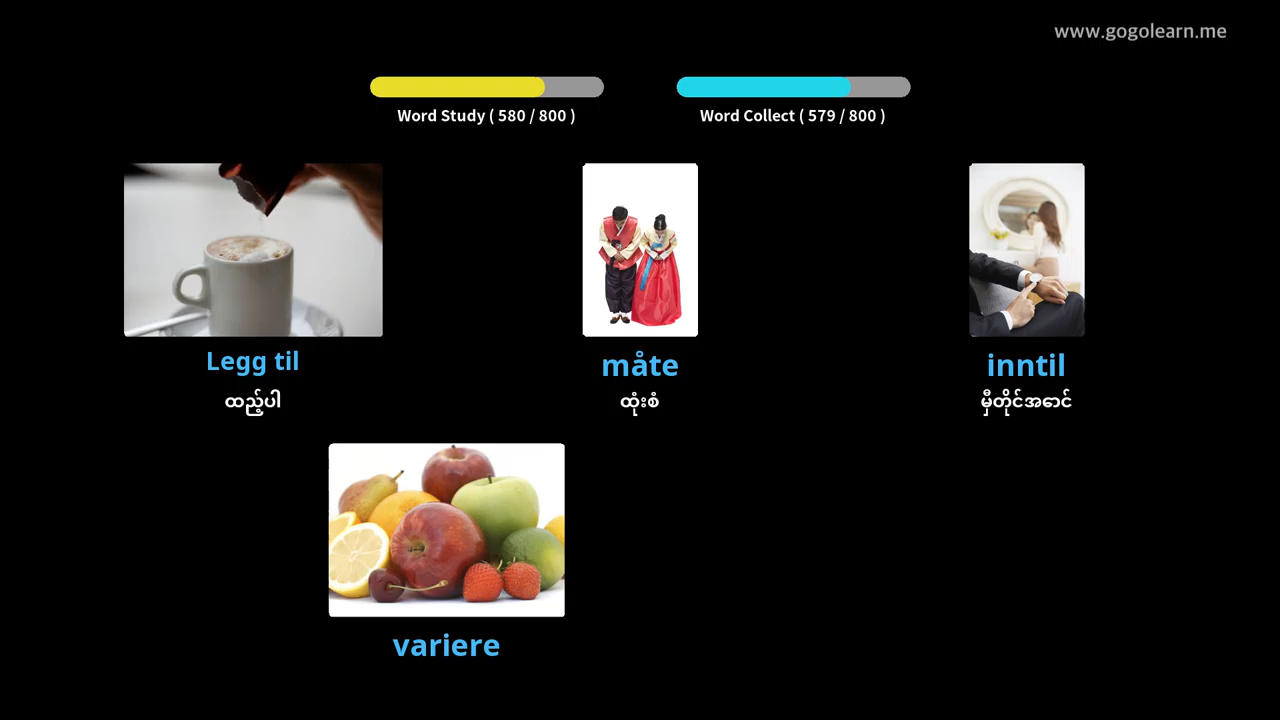 www.gogolearn.me
Word Study ( 580 / 800 )
Word Collect ( 579 / 800 )
Legg til
måte
inntil
ထည့်ပါ
ထုံးစံ
မှီတိုင်အောင်
variere